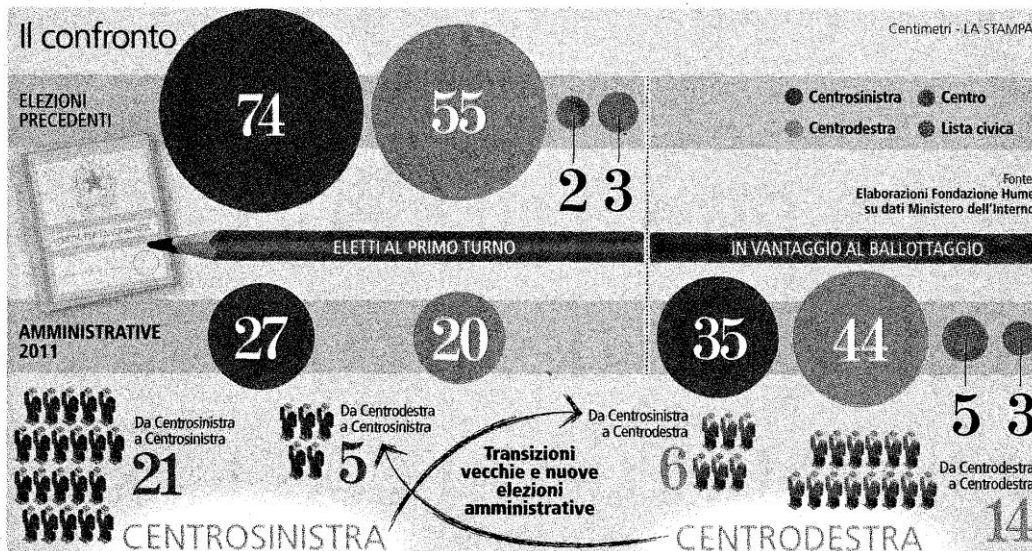 Il confronto
Centimetri - LA STAMPA
ELEZIONI
PRECEDENTI
74
55
2
3
Centrosinistra
Centro
Centrodestra
Lista civica
Fonte:
Elaborazioni Fondazione Hume
su dati Ministero dell'Interno
ELETTI AL PRIMO TURNO
IN VANTAGGIO AL BALLOTTAGGIO
AMMINISTRATIVE
2011
27
20
35
44
5
3
Da Centrosinistra
a Centrosinistra
21
Da Centrodestra
a Centrosinistra
5
Transizioni
vecchie e nuove
elezioni
amministrative
Da Centrosinistra
a Centrodestra
6
Da Centrodestra
a Centrodestra
14
CENTROSINISTRA
CENTRODESTRA